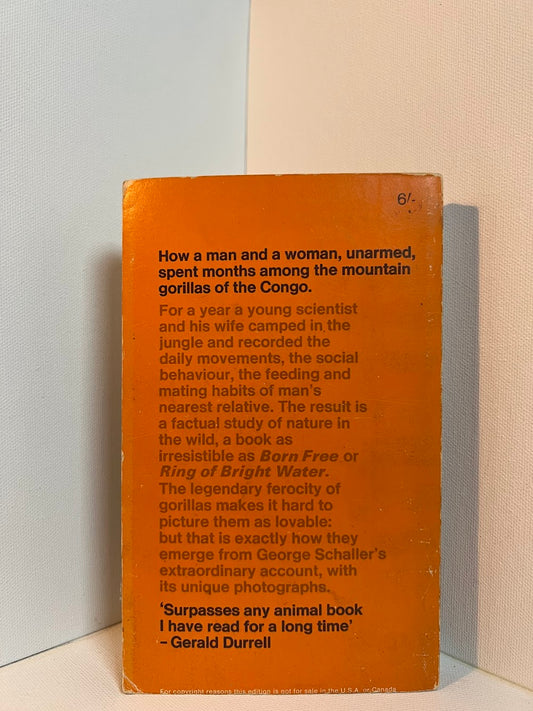 6/-
How a man and a woman, unarmed,
spent months among the mountain
gorillas of the Congo.
For a year a young scientist
and his wife camped in the
jungle and recorded the
daily movements, the social
behaviour, the feeding and
mating habits of man's
nearest relative. The result is
a factual study of nature in
the wild, a book as
irresistible as Born Free or
Ring of Bright Water.
The legendary ferocity of
gorillas makes it hard to
picture them as lovable:
but that is exactly how they
emerge from George Schaller's
extraordinary account, with
its unique photographs.
‘Surpasses any animal book
I have read for a long time’
– Gerald Durrell
For copyright reasons this edition is not for sale in the U.S.A. or Canada